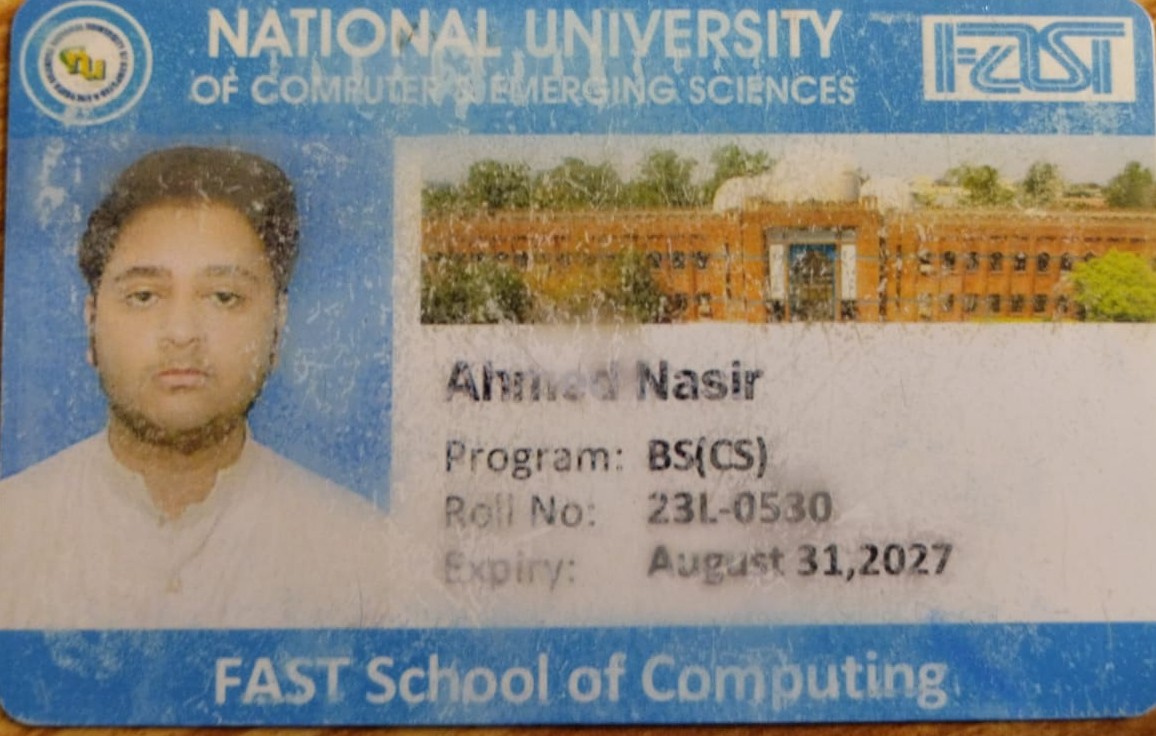 NATIONAL UNIVERSITY
OF COMPUTER & EMERGING SCIENCES
FAST
Ahmed Nasir
Program: BS(CS)
Roll No: 23L-0530
Expiry: August 31,2027
FAST School of Computing